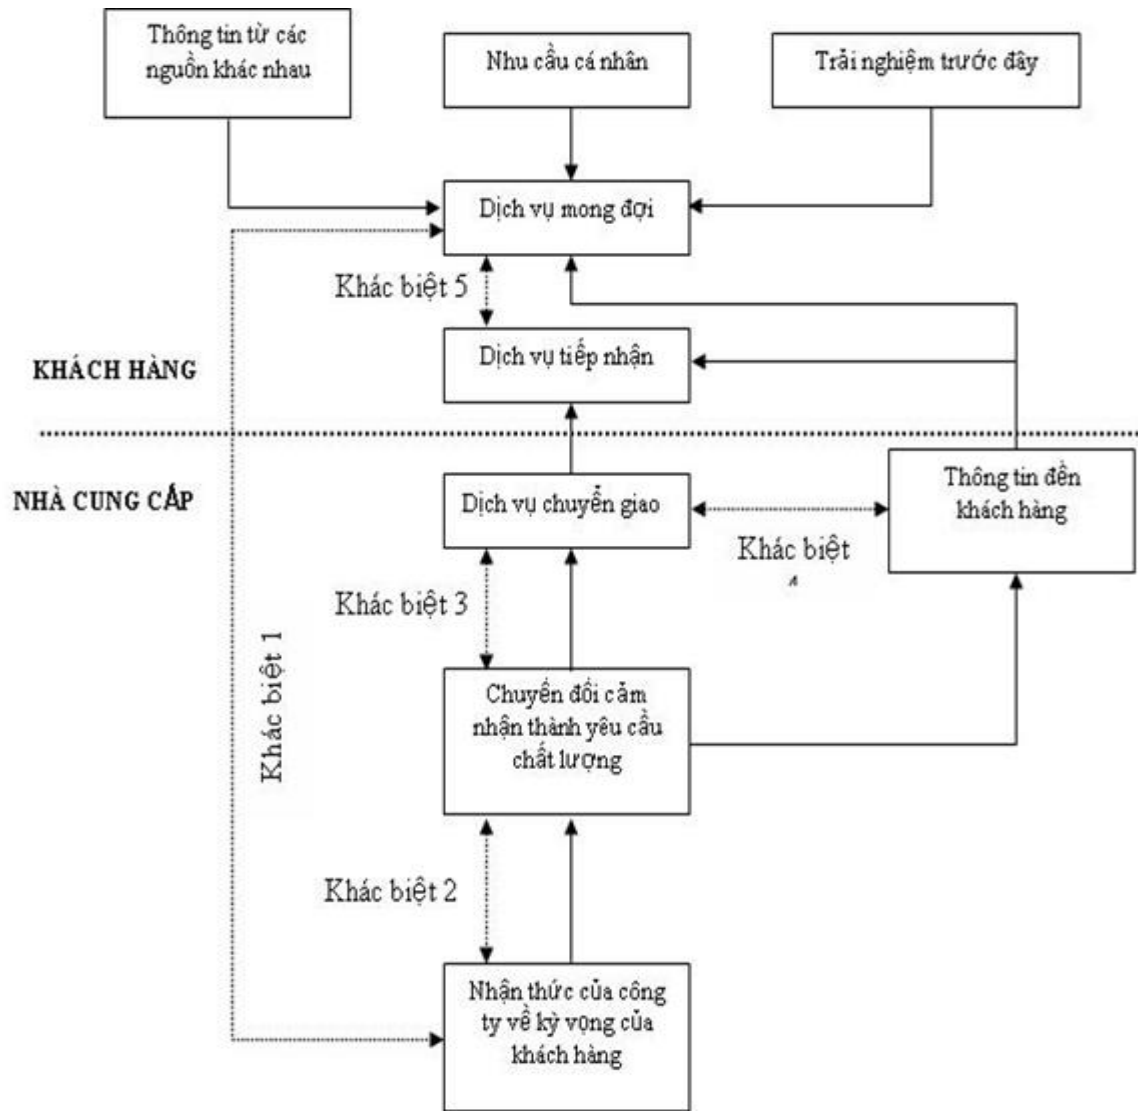 Thông tin từ các
nguồn khác nhau
Nhu cầu cá nhân
Trải nghiệm trước đây
Dịch vụ mong đợi
Khác biệt 5
Dịch vụ tiếp nhận
KHÁCH HÀNG
NHÀ CUNG CẤP
Dịch vụ chuyển giao
Thông tin đến
khách hàng
Khác biệt
Khác biệt 3
Khác biệt 1
Chuyển đổi cảm
nhận thành yêu cầu
chất lượng
Khác biệt 2
Nhận thức của công
ty về kỳ vọng của
khách hàng